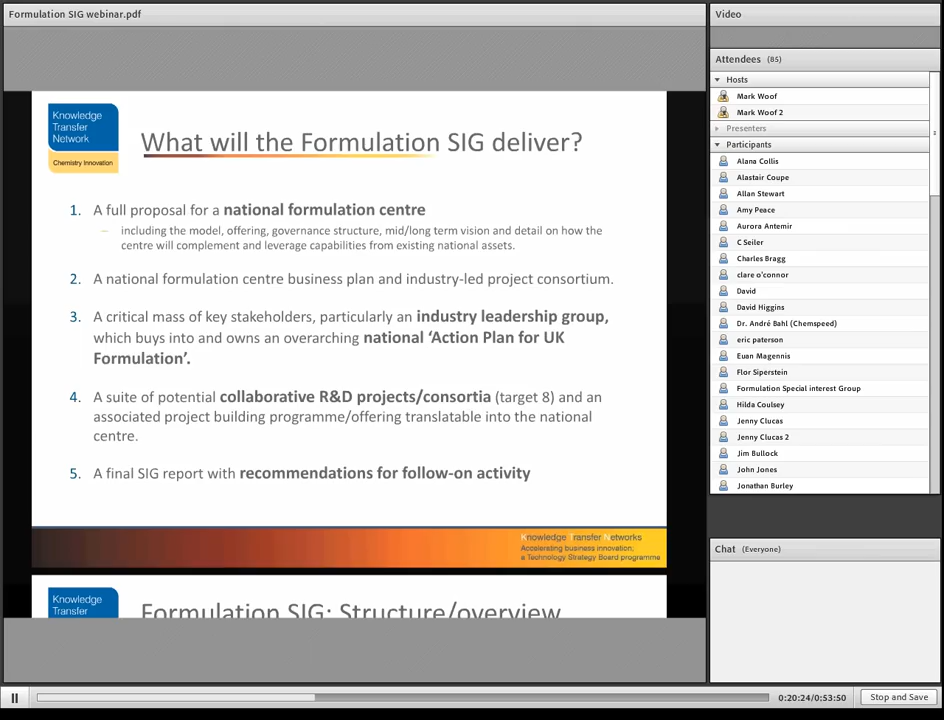 Formulation SIG webinar.pdf
Knowledge
Transfer
Network
Chemistry Innovation
What will the Formulation SIG deliver?
1. A full proposal for a national formulation centre
– including the model, offering, governance structure, mid/long term vision and detail on how the
centre will complement and leverage capabilities from existing national assets.
2. A national formulation centre business plan and industry-led project consortium.
3. A critical mass of key stakeholders, particularly an industry leadership group,
which buys into and owns an overarching national ‘Action Plan for UK
Formulation’.
4. A suite of potential collaborative R&D projects/consortia (target 8) and an
associated project building programme/offering translatable into the national
centre.
5. A final SIG report with recommendations for follow-on activity
Knowledge Transfer Networks
Accelerating business innovation;
a Technology Strategy Board programme
Knowledge
Transfer
Formulation SIG: Structure/overview
0:20:24/0:53:50
Stop and Save
Video
Attendees (85)
Hosts
Mark Woof
Mark Woof 2
Presenters
Participants
Alana Collis
Alastair Coupe
Allan Stewart
Amy Peace
Aurora Antemir
C Seiler
Charles Bragg
clare o'connor
David
David Higgins
Dr. André Bahl (Chemspeed)
eric paterson
Euan Magennis
Flor Siperstein
Formulation Special interest Group
Hilda Coulsey
Jenny Clucas
Jenny Clucas 2
Jim Bullock
John Jones
Jonathan Burley
Chat (Everyone)